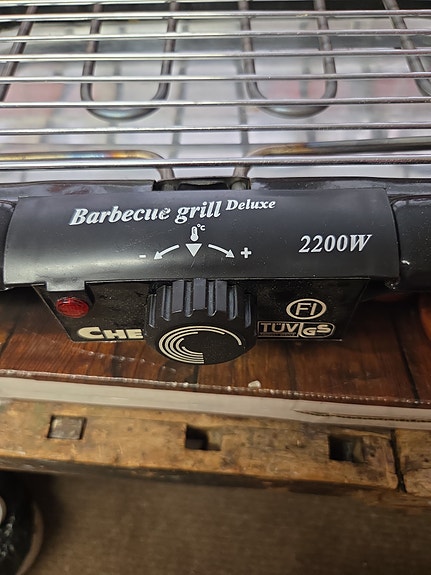 Barbecue grill Deluxe
°C
- +
2200W
FI
TÜV GS